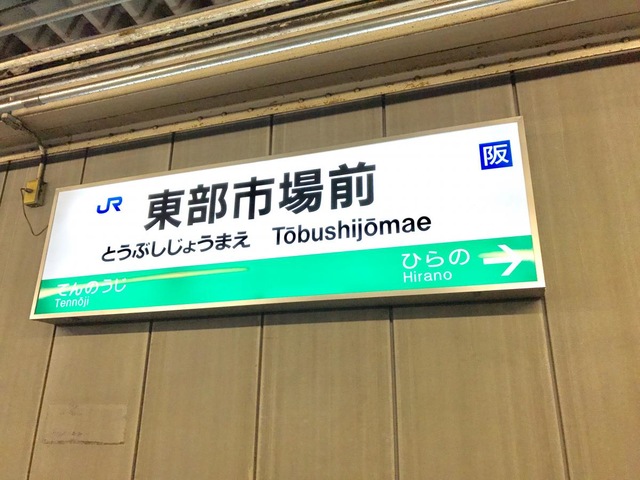 阪
JR 東部市場前
とうぶしじょうまえ Tōbushijōmae
てんのうじ ひらの
Tennōji Hirano